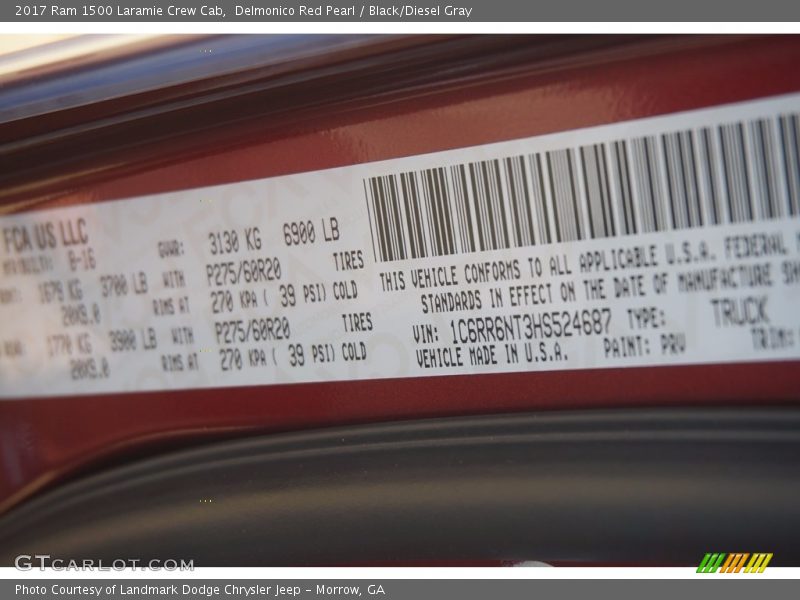 2017 Ram 1500 Laramie Crew Cab,  Delmonico Red Pearl / Black/Diesel Gray
FCA US LLC
8-16
GVWR: 3130 KG 6900 LB
1678 KG 3700 LB WITH P275/60R20 TIRES
20X9.0 RIMS AT 270 KPA ( 39 PSI) COLD
1770 KG 3900 LB WITH P275/60R20 TIRES
20X9.0 RIMS AT 270 KPA ( 39 PSI) COLD
THIS VEHICLE CONFORMS TO ALL APPLICABLE U.S.A. FEDERAL
STANDARDS IN EFFECT ON THE DATE OF MANUFACTURE
VIN: 1C6RR6NT3HS524687 TYPE: TRUCK
VEHICLE MADE IN U.S.A. PAINT: PRV TRIM:
GTCARLOT.COM
Photo Courtesy of Landmark Dodge Chrysler Jeep – Morrow, GA